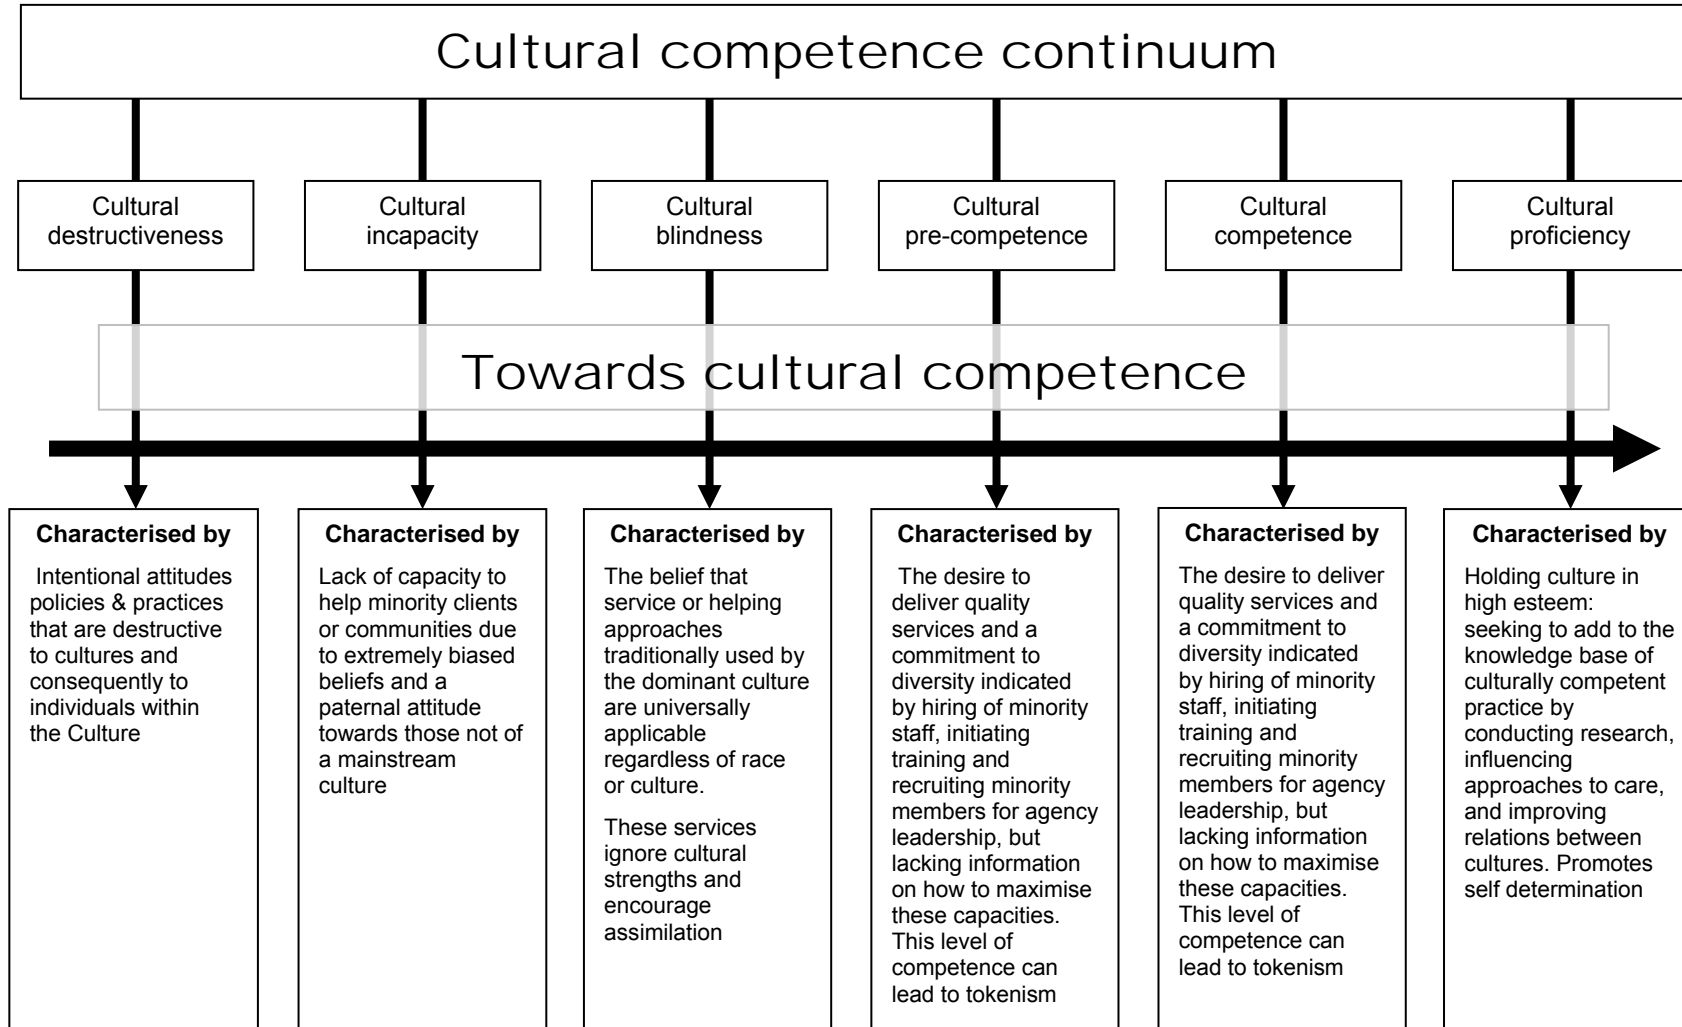 Cultural competence continuum
Cultural
destructiveness
Cultural
incapacity
Cultural
blindness
Cultural
pre-competence
Cultural
competence
Cultural
proficiency
Towards cultural competence
Characterised by
Intentional attitudes
policies & practices
that are destructive
to cultures and
consequently to
individuals within
the Culture
Characterised by
Lack of capacity to
help minority clients
or communities due
to extremely biased
beliefs and a
paternal attitude
towards those not of
a mainstream
culture
Characterised by
The belief that
service or helping
approaches
traditionally used by
the dominant culture
are universally
applicable
regardless of race
or culture.
These services
ignore cultural
strengths and
encourage
assimilation
Characterised by
The desire to
deliver quality
services and a
commitment to
diversity indicated
by hiring of minority
staff, initiating
training and
recruiting minority
members for agency
leadership, but
lacking information
on how to maximise
these capacities.
This level of
competence can
lead to tokenism
Characterised by
The desire to deliver
quality services and
a commitment to
diversity indicated
by hiring of minority
staff, initiating
training and
recruiting minority
members for agency
leadership, but
lacking information
on how to maximise
these capacities.
This level of
competence can
lead to tokenism
Characterised by
Holding culture in
high esteem:
seeking to add to the
knowledge base of
culturally competent
practice by
conducting research,
influencing
approaches to care,
and improving
relations between
cultures. Promotes
self determination